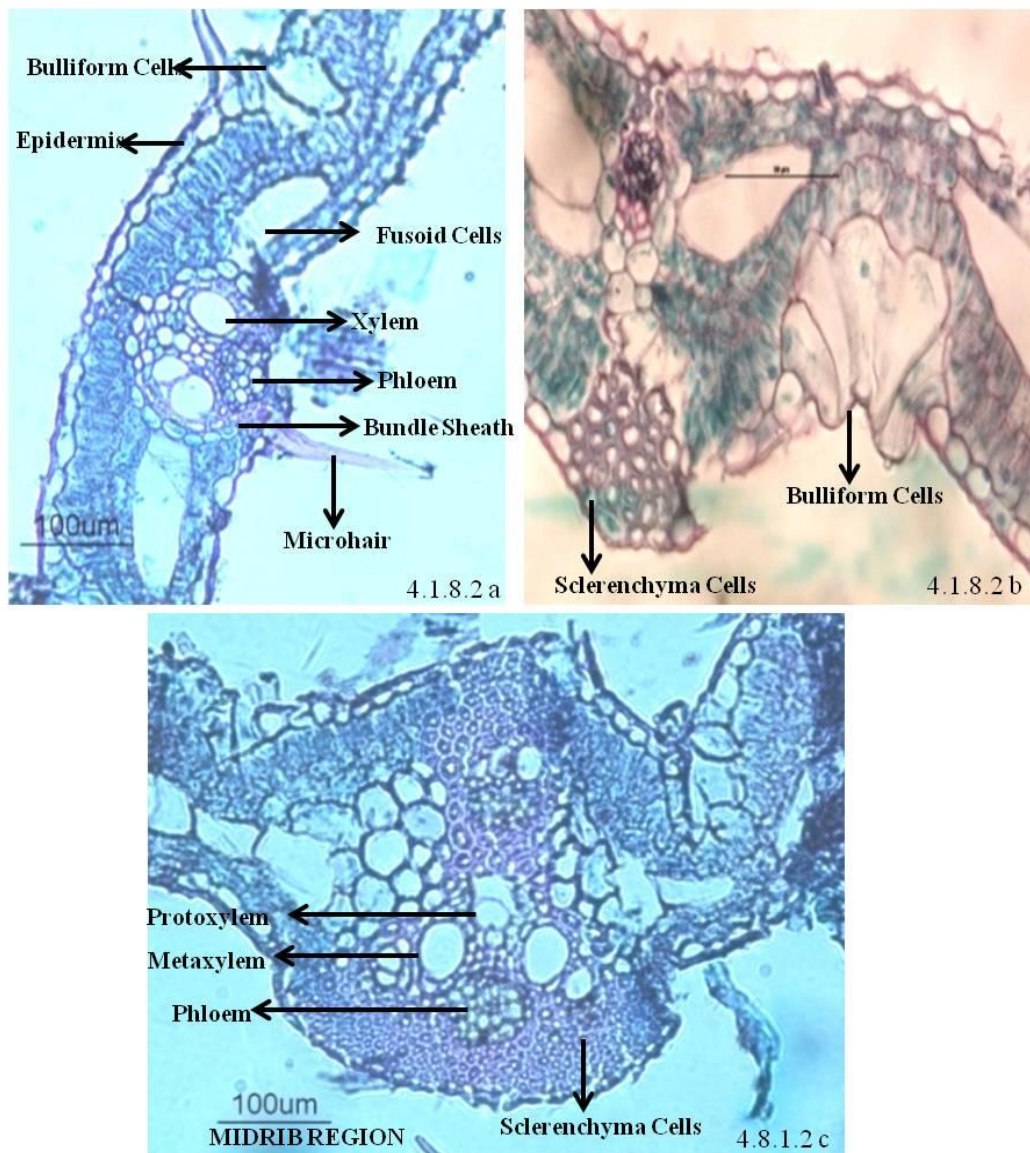 Bulliform Cells
Epidermis
Fusoid Cells
Xylem
Phloem
Bundle Sheath
Microhair
100um
4.1.8.2 a
Bulliform Cells
Sclerenchyma Cells
4.1.8.2 b
Protoxylem
Metaxylem
Phloem
100um
MIDRIB REGION
Sclerenchyma Cells
4.8.1.2 c